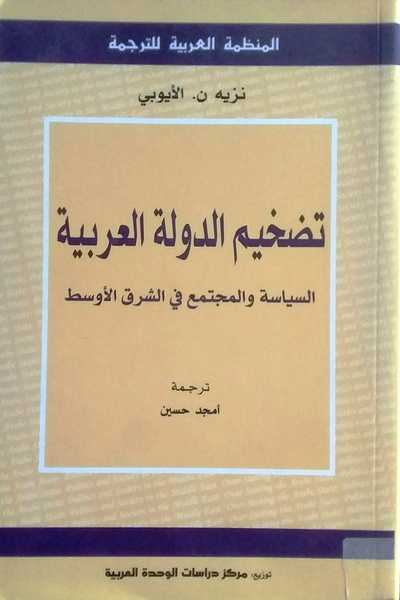 المنظمة العربية للترجمة
نزيه ن. الأيوبي
تضخيم الدولة العربية
السياسة والمجتمع في الشرق الأوسط
ترجمة
أمجد حسين
توزيع: مركز دراسات الوحدة العربية